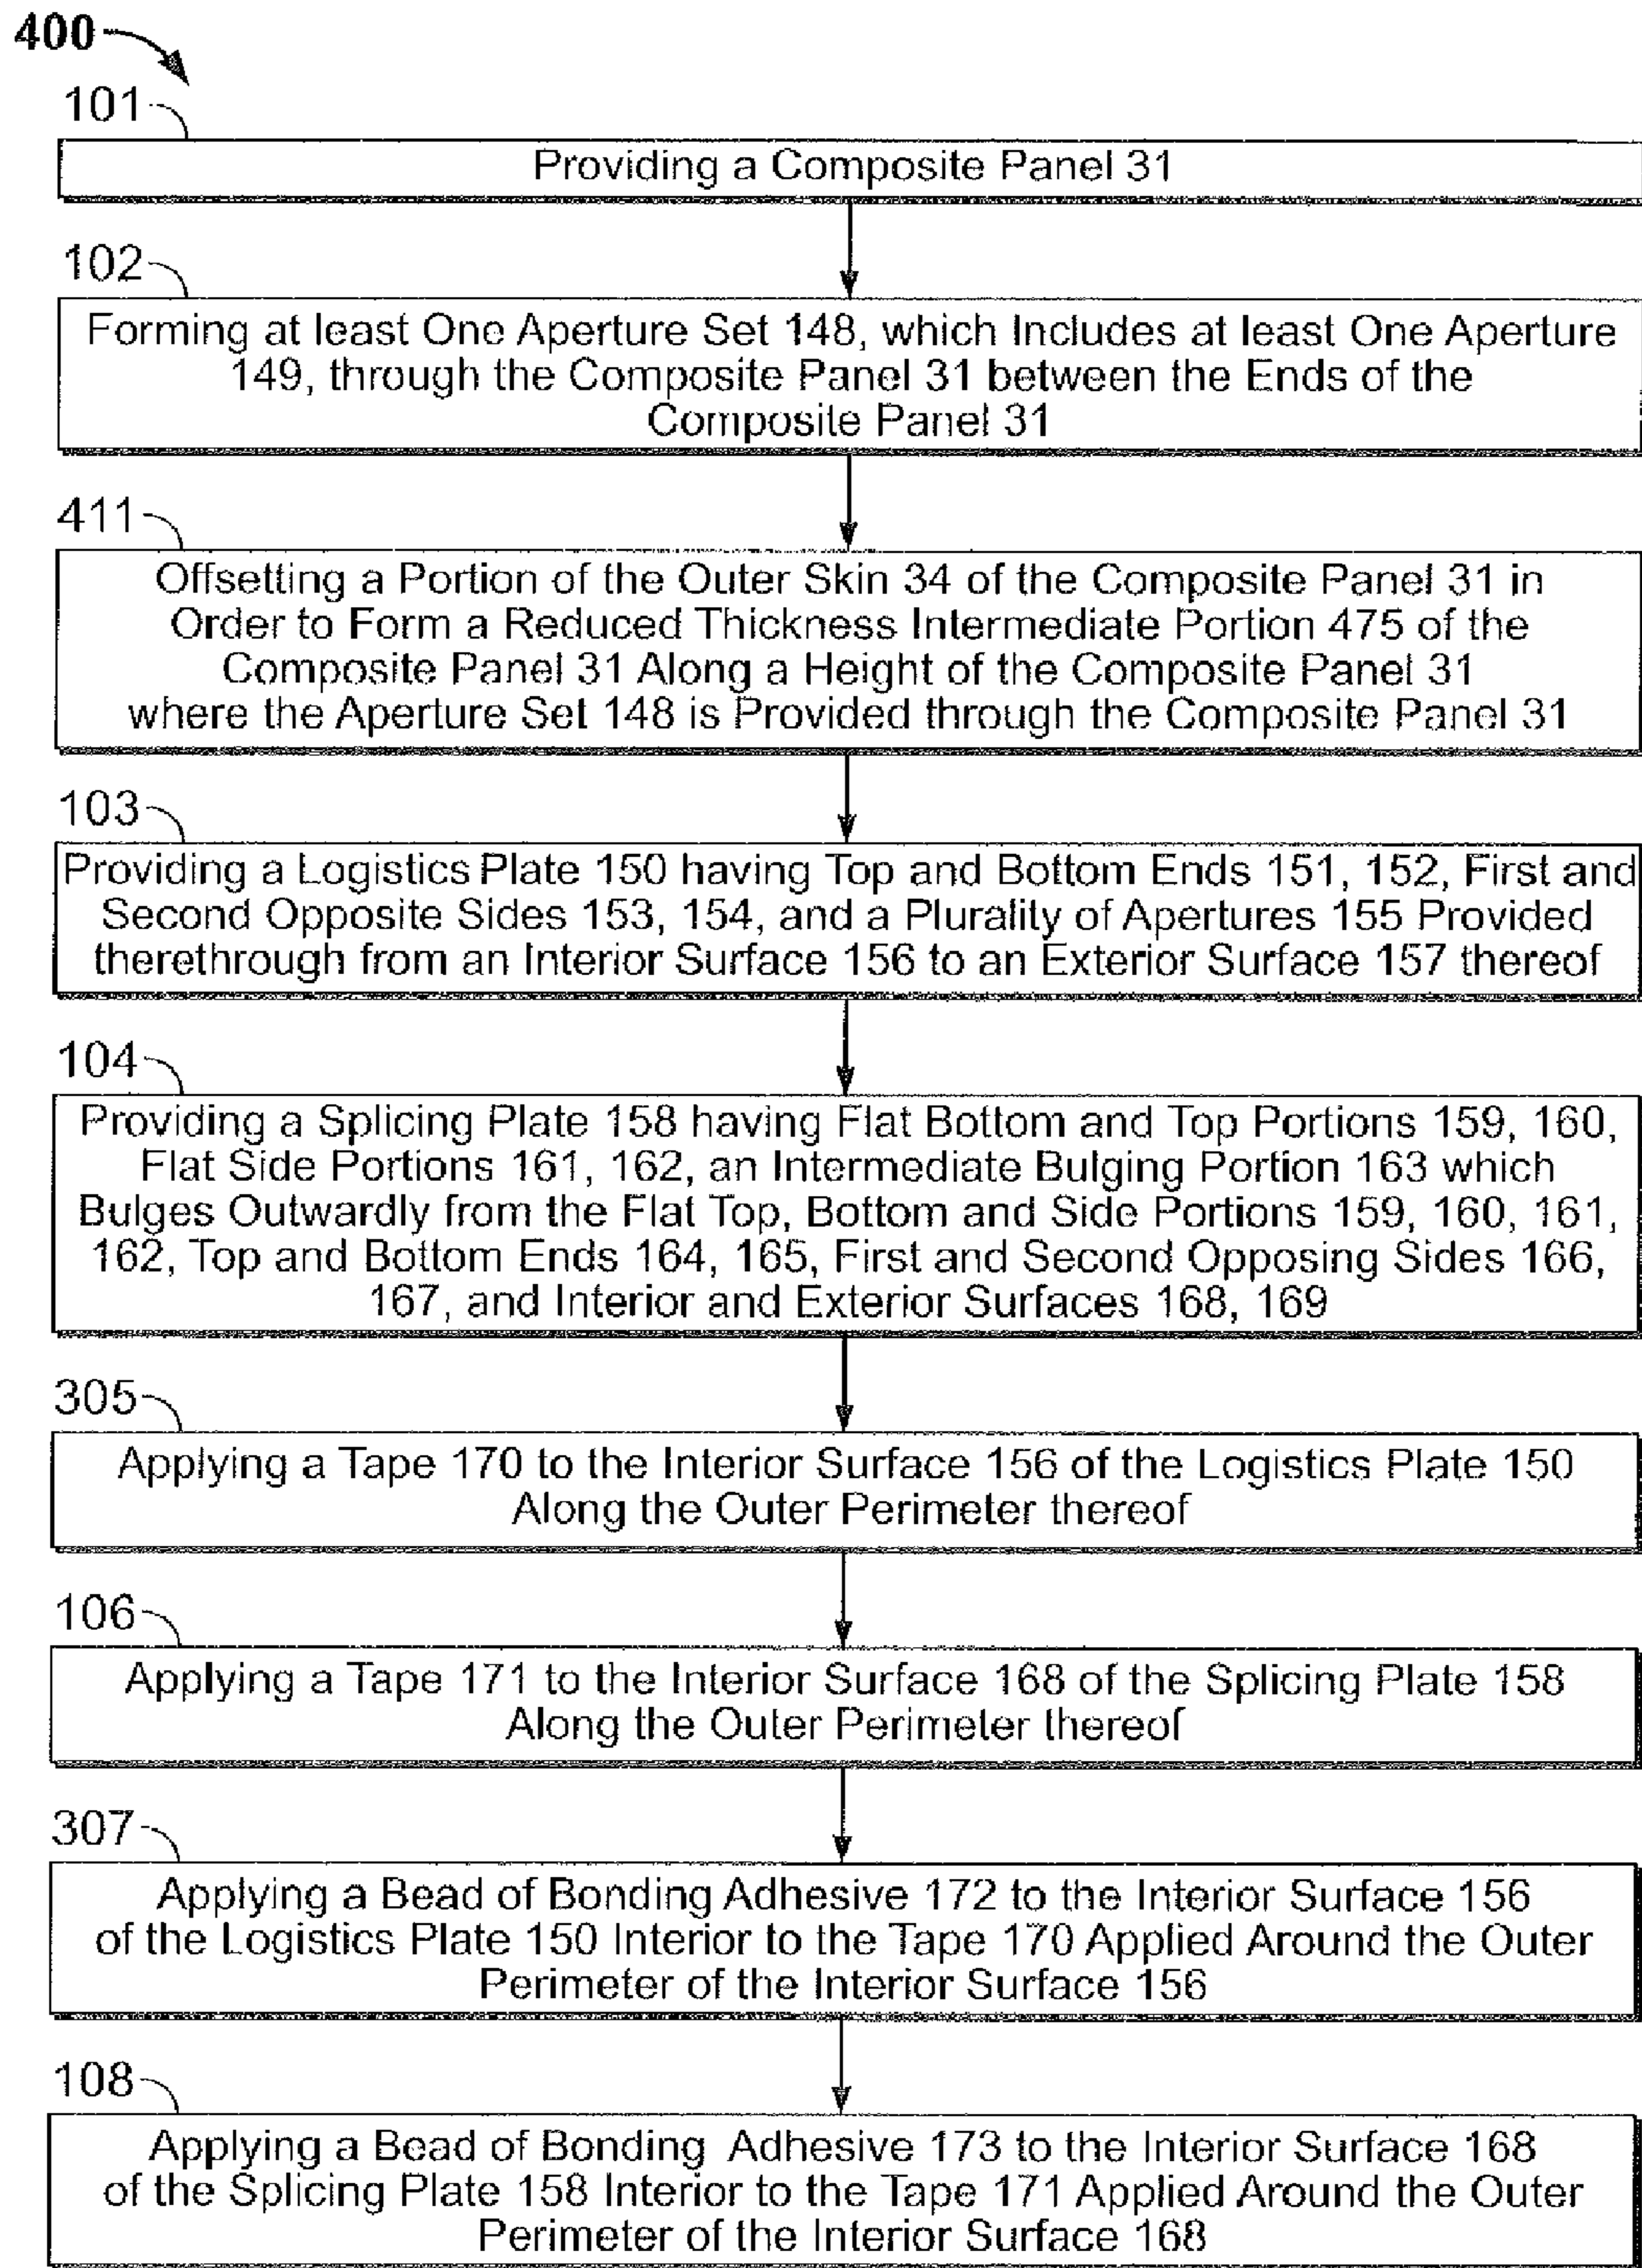 400
101
Providing a Composite Panel 31
102
Forming at least One Aperture Set 148, which Includes at least One Aperture
149, through the Composite Panel 31 between the Ends of the
Composite Panel 31
411
Offsetting a Portion of the Outer Skin 34 of the Composite Panel 31 in
Order to Form a Reduced Thickness Intermediate Portion 475 of the
Composite Panel 31 Along a Height of the Composite Panel 31
where the Aperture Set 148 is Provided through the Composite Panel 31
103
Providing a Logistics Plate 150 having Top and Bottom Ends 151, 152, First and
Second Opposite Sides 153, 154, and a Plurality of Apertures 155 Provided
therethrough from an Interior Surface 156 to an Exterior Surface 157 thereof
104
Providing a Splicing Plate 158 having Flat Bottom and Top Portions 159, 160,
Flat Side Portions 161, 162, an Intermediate Bulging Portion 163 which
Bulges Outwardly from the Flat Top, Bottom and Side Portions 159, 160, 161,
162, Top and Bottom Ends 164, 165, First and Second Opposing Sides 166,
167, and Interior and Exterior Surfaces 168, 169
305
Applying a Tape 170 to the Interior Surface 156 of the Logistics Plate 150
Along the Outer Perimeter thereof
106
Applying a Tape 171 to the Interior Surface 168 of the Splicing Plate 158
Along the Outer Perimeter thereof
307
Applying a Bead of Bonding Adhesive 172 to the Interior Surface 156
of the Logistics Plate 150 Interior to the Tape 170 Applied Around the Outer
Perimeter of the Interior Surface 156
108
Applying a Bead of Bonding Adhesive 173 to the Interior Surface 168
of the Splicing Plate 158 Interior to the Tape 171 Applied Around the Outer
Perimeter of the Interior Surface 168